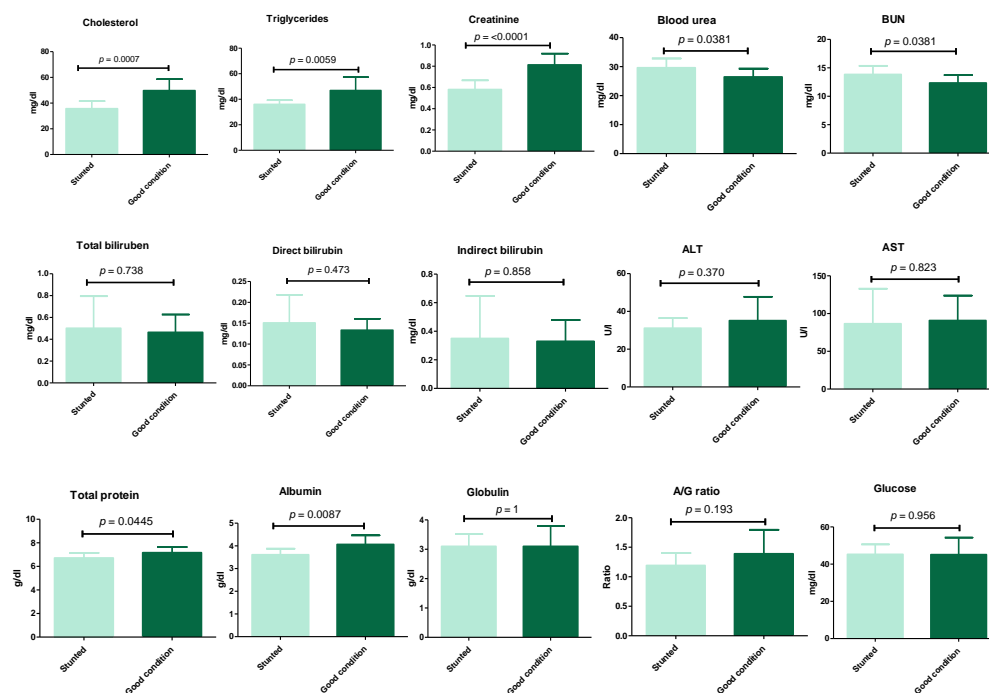 Cholesterol
p = 0.0007
mg/dl
80
60
40
20
0
Stunted
Good condition
Triglycerides
p = 0.0059
mg/dl
80
60
40
20
0
Stunted
Good condition
Creatinine
p = <0.0001
mg/dl
1.0
0.8
0.6
0.4
0.2
0.0
Stunted
Good condition
Blood urea
p = 0.0381
mg/dl
40
30
20
10
0
Stunted
Good condition
BUN
p = 0.0381
mg/dl
20
15
10
5
0
Stunted
Good condition
Total biliruben
p = 0.738
mg/dl
1.0
0.8
0.6
0.4
0.2
0.0
Stunted
Good condition
Direct bilirubin
p = 0.473
mg/dl
0.25
0.20
0.15
0.10
0.05
0.00
Stunted
Good condition
Indirect bilirubin
p = 0.858
mg/dl
0.8
0.6
0.4
0.2
0.0
Stunted
Good condition
ALT
p = 0.370
U/l
60
40
20
0
Stunted
Good condition
AST
p = 0.823
U/l
150
100
50
0
Stunted
Good condition
Total protein
p = 0.0445
g/dl
10
8
6
4
2
0
Stunted
Good condition
Albumin
p = 0.0087
g/dl
5
4
3
2
1
0
Stunted
Good condition
Globulin
p = 1
g/dl
4
3
2
1
0
Stunted
Good condition
A/G ratio
p = 0.193
Ratio
2.0
1.5
1.0
0.5
0.0
Stunted
Good condition
Glucose
p = 0.956
mg/dl
60
40
20
0
Stunted
Good condition